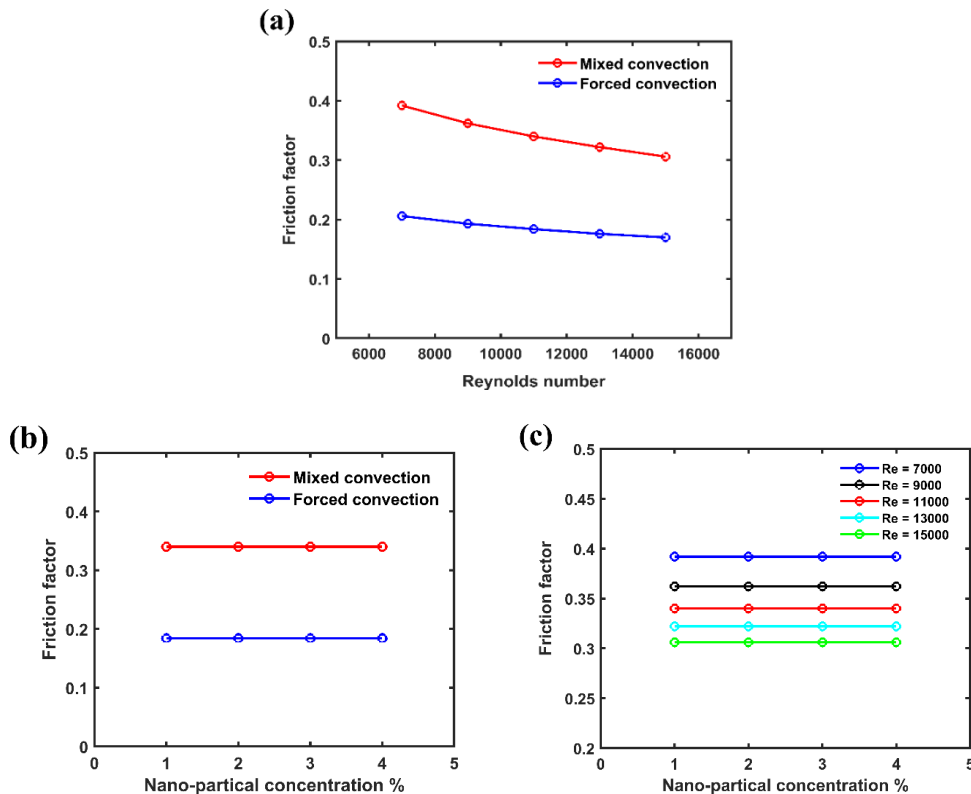 (a)
0.5
0.4
0.3
0.2
0.1
0
Friction factor
Mixed convection
Forced convection
6000 8000 10000 12000 14000 16000
Reynolds number
(b)
0.5
0.4
0.3
0.2
0.1
0
Friction factor
Mixed convection
Forced convection
0 1 2 3 4 5
Nano-partical concentration %
(c)
0.5
0.45
0.4
0.35
0.3
0.25
0.2
Friction factor
Re = 7000
Re = 9000
Re = 11000
Re = 13000
Re = 15000
0 1 2 3 4 5
Nano-partical concentration %